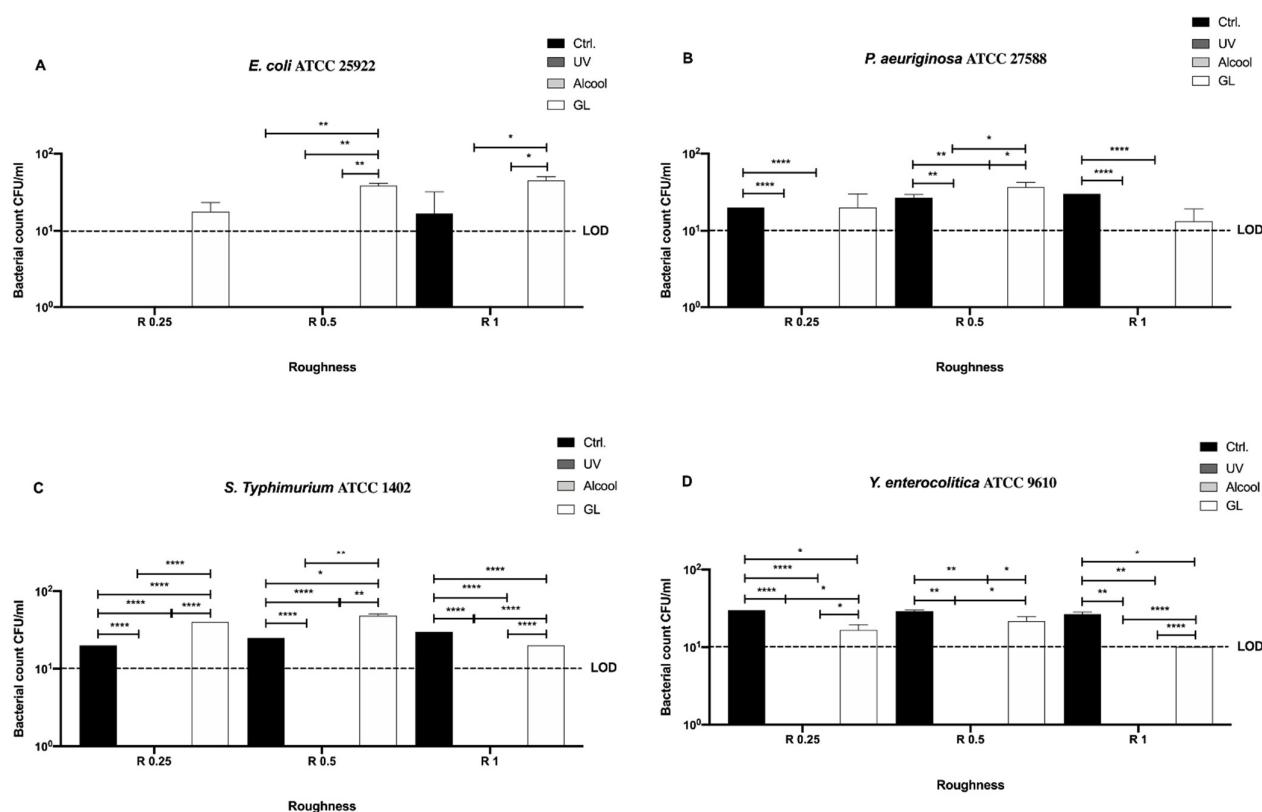 A
E. coli ATCC 25922
Ctrl.
UV
Alcool
GL
Bacterial count CFU/ml
10²
10¹
10⁰
**
**
**
*
*
LOD
R 0.25
R 0.5
R 1
Roughness
B
P. aeuriginosa ATCC 27588
Ctrl.
UV
Alcool
GL
Bacterial count CFU/ml
10²
10¹
10⁰
****
****
*
**
*
**
****
****
LOD
R 0.25
R 0.5
R 1
Roughness
C
S. Typhimurium ATCC 1402
Ctrl.
UV
Alcool
GL
Bacterial count CFU/ml
10²
10¹
10⁰
****
****
****
****
****
**
*
****
**
****
****
****
****
****
****
LOD
R 0.25
R 0.5
R 1
Roughness
D
Y. enterocolitica ATCC 9610
Ctrl.
UV
Alcool
GL
Bacterial count CFU/ml
10²
10¹
10⁰
*
****
****
*
*
**
*
**
*
*
**
**
****
****
LOD
R 0.25
R 0.5
R 1
Roughness